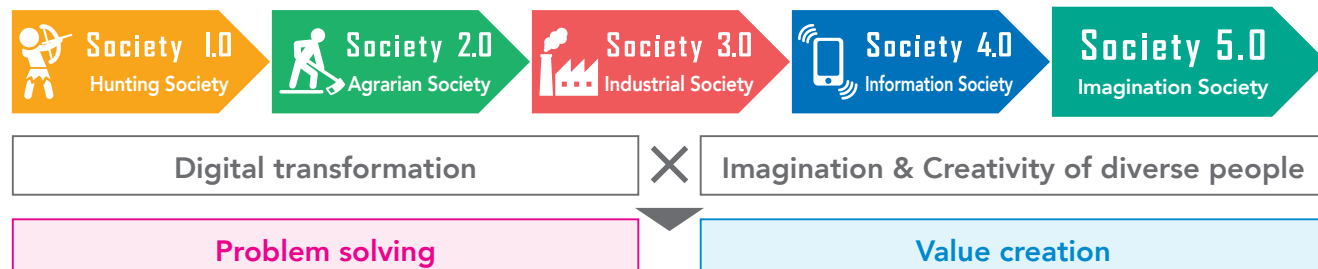 Society 1.0
Hunting Society
Society 2.0
Agrarian Society
Society 3.0
Industrial Society
Society 4.0
Information Society
Society 5.0
Imagination Society
Digital transformation
×
Imagination & Creativity of diverse people
Problem solving
Value creation